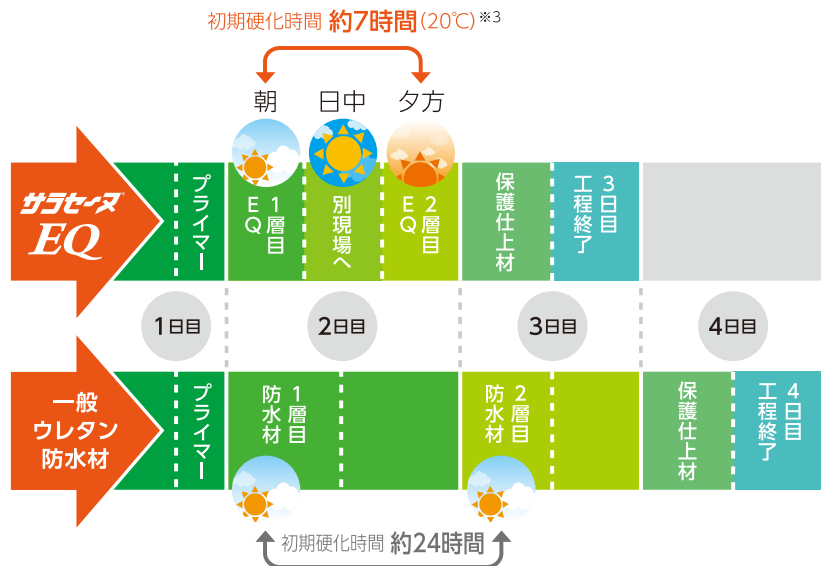 初期硬化時間 約7時間(20℃)※3
朝
日中
夕方
サラセーヌ®
EQ
プライマー
1層目
EQ
別現場へ
2層目
EQ
保護仕上材
3日目
工程終了
1日目
2日目
3日目
4日目
一般
ウレタン
防水材
プライマー
1層目
防水材
2層目
防水材
保護仕上材
4日目
工程終了
初期硬化時間 約24時間